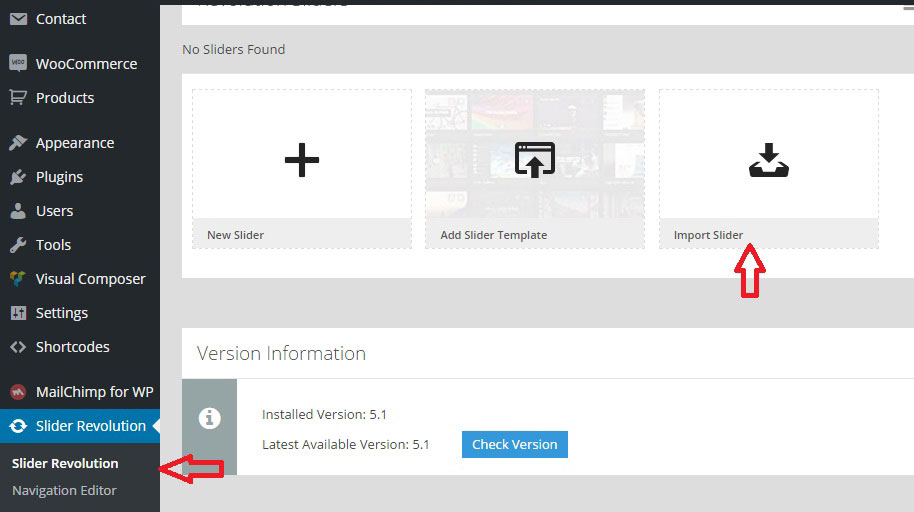 Contact
WooCommerce
Products
Appearance
Plugins
Users
Tools
Visual Composer
Settings
Shortcodes
MailChimp for WP
Slider Revolution
Slider Revolution
Navigation Editor
Revolution Sliders
No Sliders Found
New Slider
Add Slider Template
Import Slider
Version Information
Installed Version: 5.1
Latest Available Version: 5.1
Check Version